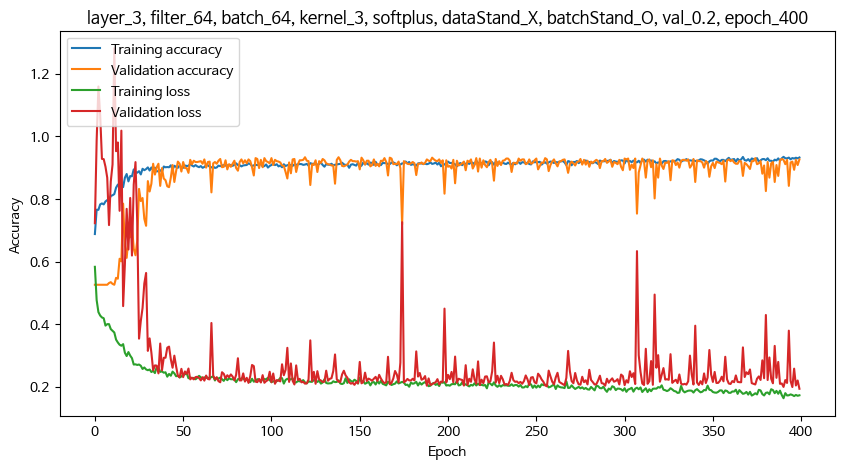 layer_3, filter_64, batch_64, kernel_3, softplus, dataStand_X, batchStand_O, val_0.2, epoch_400
Training accuracy
Validation accuracy
Training loss
Validation loss
Accuracy
1.2
1.0
0.8
0.6
0.4
0.2
0 50 100 150 200 250 300 350 400
Epoch